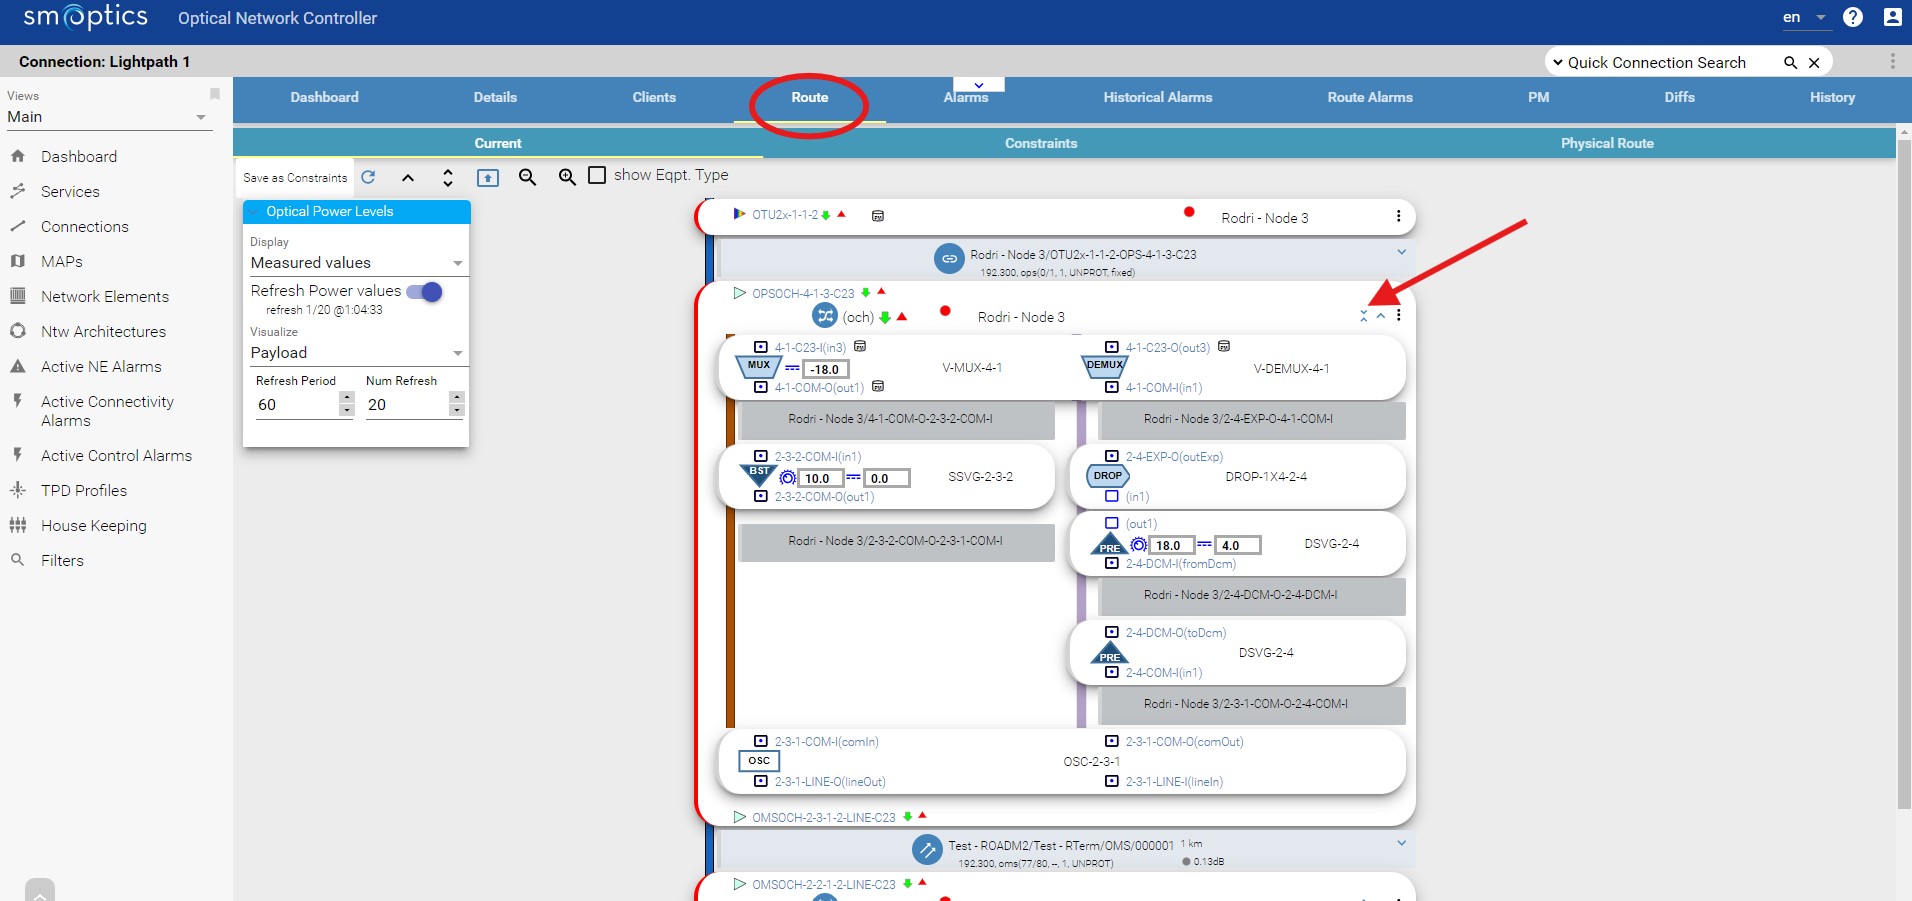 smoptics Optical Network Controller en
Connection: Lightpath 1
Quick Connection Search
Views
Main
Dashboard
Services
Connections
MAPs
Network Elements
Ntw Architectures
Active NE Alarms
Active Connectivity
Alarms
Active Control Alarms
TPD Profiles
House Keeping
Filters
Dashboard Details Clients Route Alarms Historical Alarms Route Alarms PM Diffs History
Current Constraints Physical Route
Save as Constraints show Eqpt. Type
Optical Power Levels
Display
Measured values
Refresh Power values
refresh 1/20 @1:04:33
Visualize
Payload
Refresh Period Num Refresh
60 20
OTU2x-1-1-2 Rodri - Node 3
Rodri - Node 3/OTU2x-1-1-2-OPS-4-1-3-C23
192.300, ops(0/1, 1, UNPROT, fixed)
OPSOCH-4-1-3-C23
(och) Rodri - Node 3
4-1-C23-I(in3) 4-1-C23-O(out3)
MUX -18.0 V-MUX-4-1 DEMUX V-DEMUX-4-1
4-1-COM-O(out1) 4-1-COM-I(in1)
Rodri - Node 3/4-1-COM-O-2-3-2-COM-I Rodri - Node 3/2-4-EXP-O-4-1-COM-I
2-3-2-COM-I(in1) 2-4-EXP-O(outExp)
BST 10.0 0.0 SSVG-2-3-2 DROP DROP-1X4-2-4
2-3-2-COM-O(out1) (in1)
(out1)
Rodri - Node 3/2-3-2-COM-O-2-3-1-COM-I PRE 18.0 4.0 DSVG-2-4
2-4-DCM-I(fromDcm)
Rodri - Node 3/2-4-DCM-O-2-4-DCM-I
2-4-DCM-O(toDcm)
PRE DSVG-2-4
2-4-COM-I(in1)
Rodri - Node 3/2-3-1-COM-O-2-4-COM-I
2-3-1-COM-I(comIn) 2-3-1-COM-O(comOut)
OSC OSC-2-3-1
2-3-1-LINE-O(lineOut) 2-3-1-LINE-I(lineIn)
OMSOCH-2-3-1-2-LINE-C23
Test - ROADM2/Test - RTerm/OMS/000001 1 km
192.300, oms(77/80, --, 1, UNPROT) 0.13dB
OMSOCH-2-2-1-2-LINE-C23